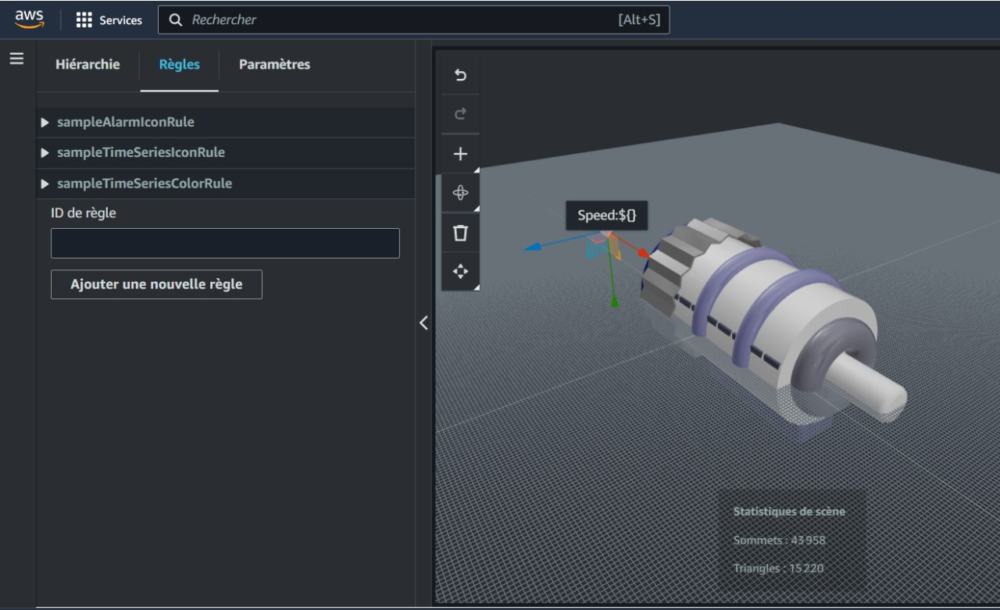 aws
Services
Rechercher
[Alt+S]
Hiérarchie
Règles
Paramètres
sampleAlarmIconRule
sampleTimeSeriesIconRule
sampleTimeSeriesColorRule
ID de règle
Ajouter une nouvelle règle
Speed:${}
Statistiques de scène
Sommets : 43 958
Triangles : 15 220